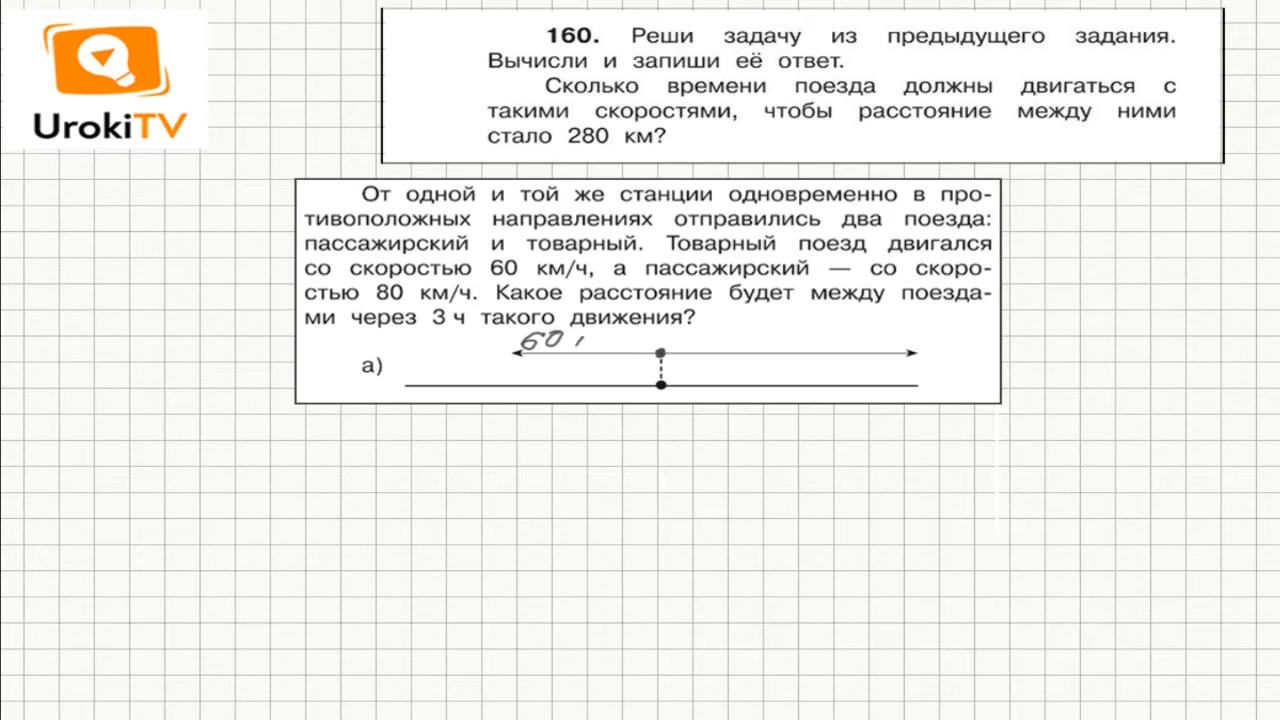 UrokiTV
160. Реши задачу из предыдущего задания.
Вычисли и запиши её ответ.
Сколько времени поезда должны двигаться с
такими скоростями, чтобы расстояние между ними
стало 280 км?
От одной и той же станции одновременно в про-
тивоположных направлениях отправились два поезда:
пассажирский и товарный. Товарный поезд двигался
со скоростью 60 км/ч, а пассажирский — со скоро-
стью 80 км/ч. Какое расстояние будет между поезда-
ми через 3 ч такого движения?
60
а)